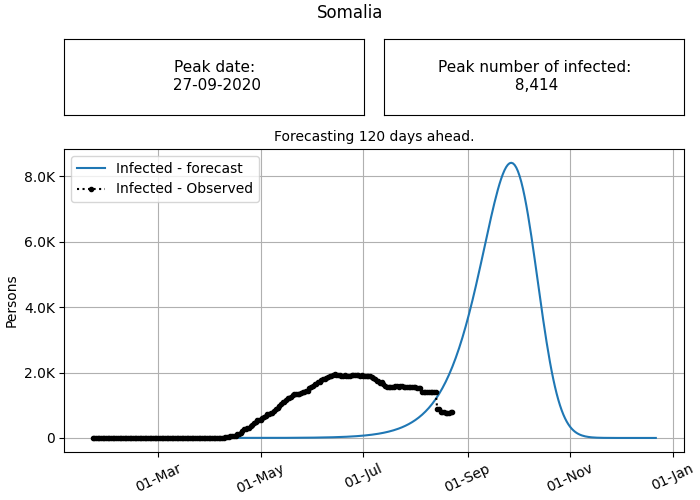 Somalia
Peak date:
27-09-2020
Peak number of infected:
8,414
Forecasting 120 days ahead.
Infected - forecast
Infected - Observed
8.0K
6.0K
4.0K
2.0K
0
Persons
01-Mar
01-May
01-Jul
01-Sep
01-Nov
01-Jan